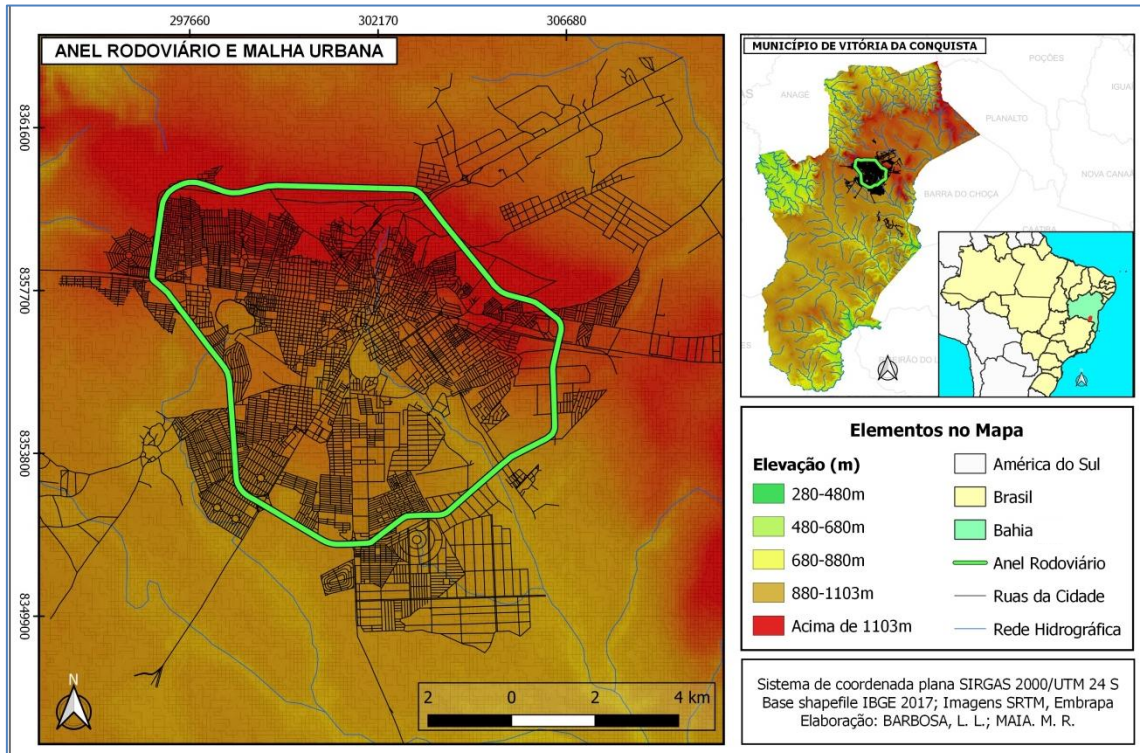 297660
302170
306680
ANEL RODOVIÁRIO E MALHA URBANA
8361600
8357700
8353800
8349900
N
2 0 2 4 km
MUNICÍPIO DE VITÓRIA DA CONQUISTA
POÇÕES
ANAGÉ
PLANALTO
NOVA CANAÃ
BARRA DO CHOÇA
Elementos no Mapa
Elevação (m)
280-480m
480-680m
680-880m
880-1103m
Acima de 1103m
América do Sul
Brasil
Bahia
Anel Rodoviário
Ruas da Cidade
Rede Hidrográfica
Sistema de coordenada plana SIRGAS 2000/UTM 24 S
Base shapefile IBGE 2017; Imagens SRTM, Embrapa
Elaboração: BARBOSA, L. L.; MAIA. M. R.